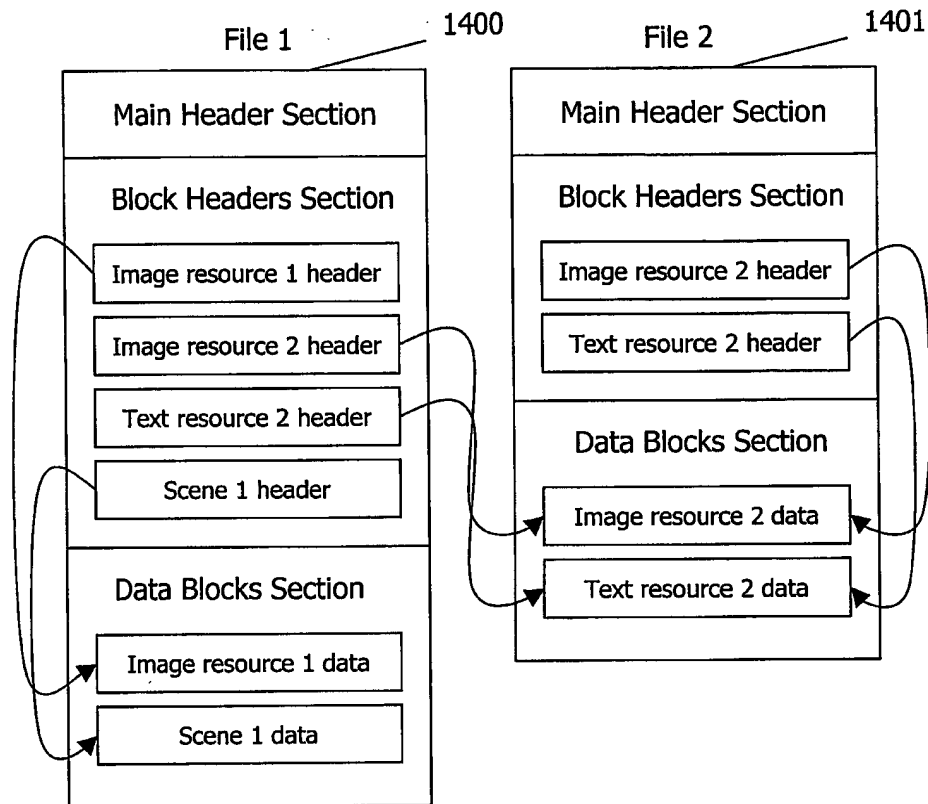 File 1
1400
Main Header Section
Block Headers Section
Image resource 1 header
Image resource 2 header
Text resource 2 header
Scene 1 header
Data Blocks Section
Image resource 1 data
Scene 1 data
File 2
1401
Main Header Section
Block Headers Section
Image resource 2 header
Text resource 2 header
Data Blocks Section
Image resource 2 data
Text resource 2 data